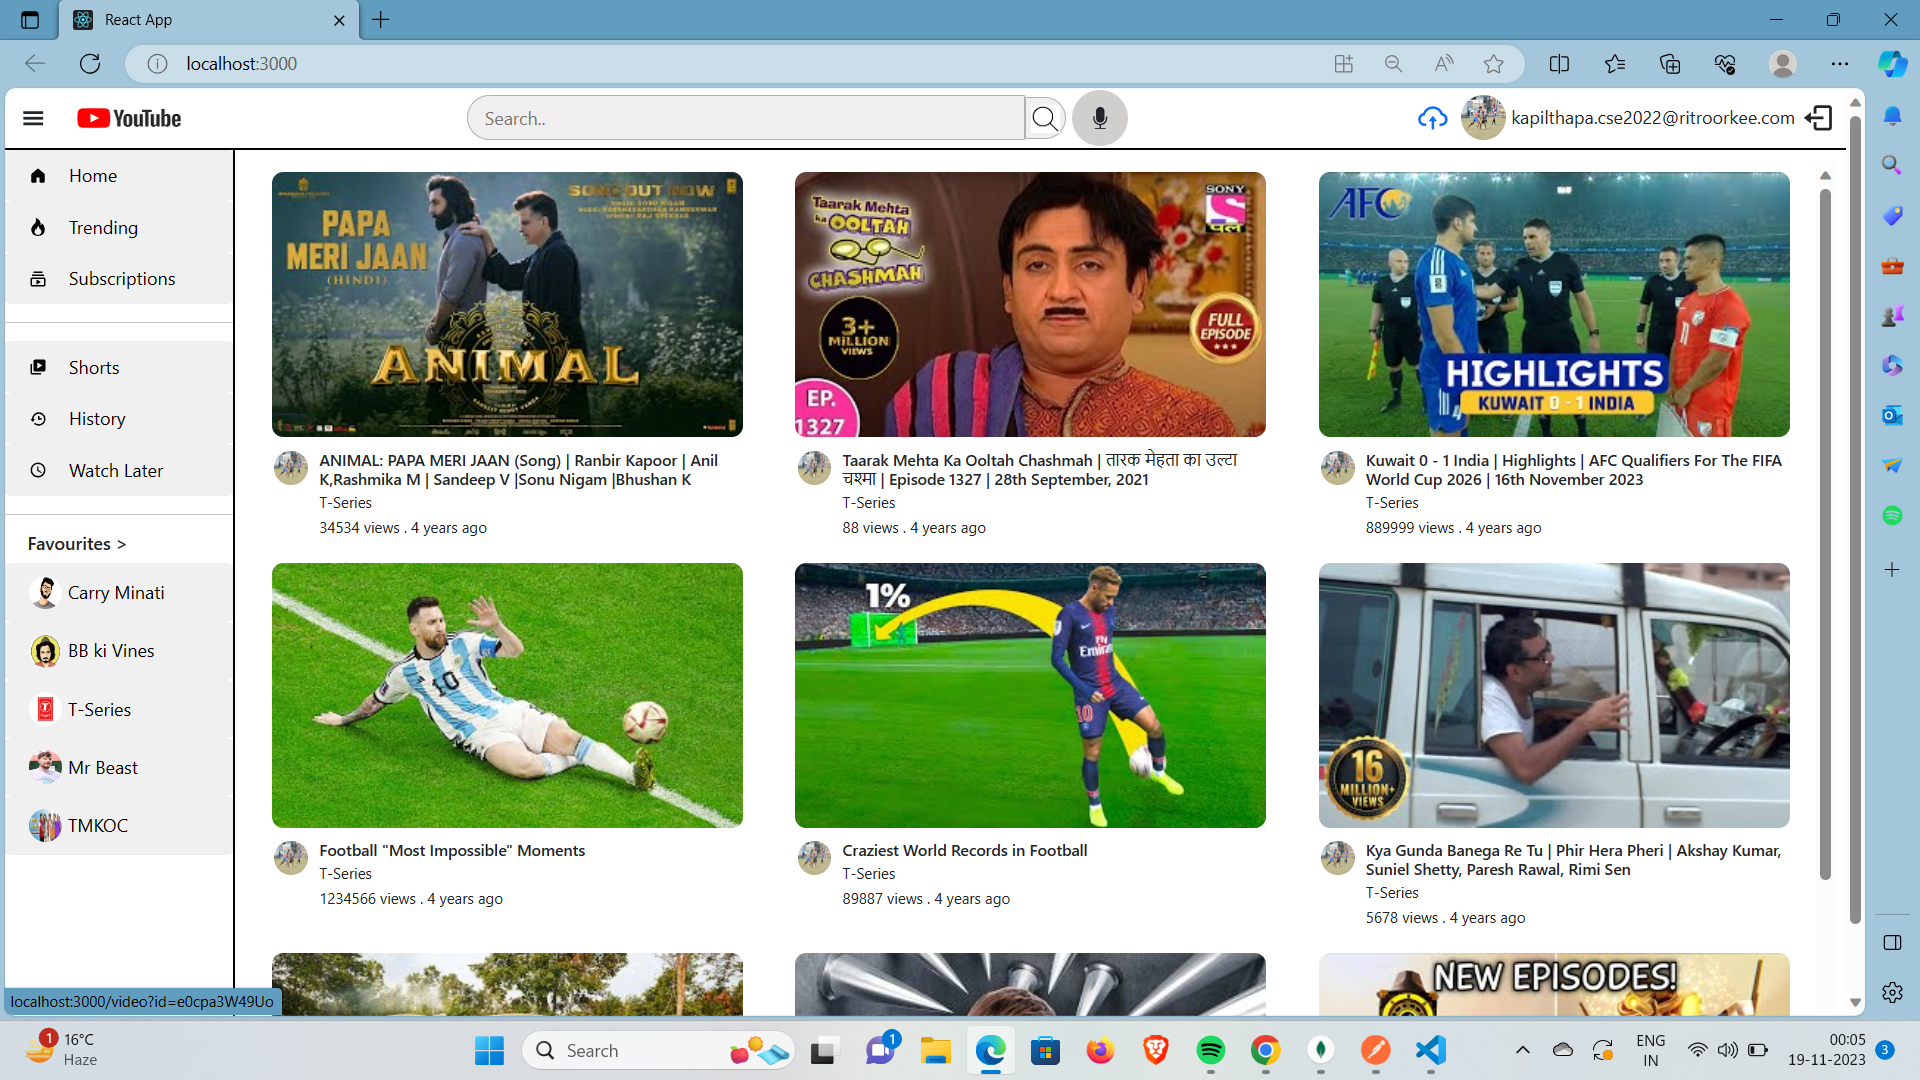 React App
localhost:3000
YouTube
Search..
kapilthapa.cse2022@ritroorkee.com
Home
Trending
Subscriptions
Shorts
History
Watch Later
Favourites >
Carry Minati
BB ki Vines
T-Series
Mr Beast
TMKOC
SONG OUT NOW
PAPA
MERI JAAN
(HINDI)
ANIMAL
ANIMAL: PAPA MERI JAAN (Song) | Ranbir Kapoor | Anil
K,Rashmika M | Sandeep V |Sonu Nigam |Bhushan K
T-Series
34534 views . 4 years ago
Taarak Mehta
ka OOLTAH
CHASHMAH
SONY
S
पल
3+
MILLION
VIEWS
FULL
EPISODE
EP.
1327
Taarak Mehta Ka Ooltah Chashmah | तारक मेहता का उल्टा
चश्मा | Episode 1327 | 28th September, 2021
T-Series
88 views . 4 years ago
AFC
11
HIGHLIGHTS
KUWAIT 0 - 1 INDIA
Kuwait 0 - 1 India | Highlights | AFC Qualifiers For The FIFA
World Cup 2026 | 16th November 2023
T-Series
889999 views . 4 years ago
10
Football "Most Impossible" Moments
T-Series
1234566 views . 4 years ago
1%
Fly
Emirates
10
Craziest World Records in Football
T-Series
89887 views . 4 years ago
16
MILLION+
VIEWS
Kya Gunda Banega Re Tu | Phir Hera Pheri | Akshay Kumar,
Suniel Shetty, Paresh Rawal, Rimi Sen
T-Series
5678 views . 4 years ago
NEW EPISODES!
localhost:3000/video?id=e0cpa3W49Uo
1
16°C
Haze
Search
1
ENG
IN
00:05
19-11-2023
3